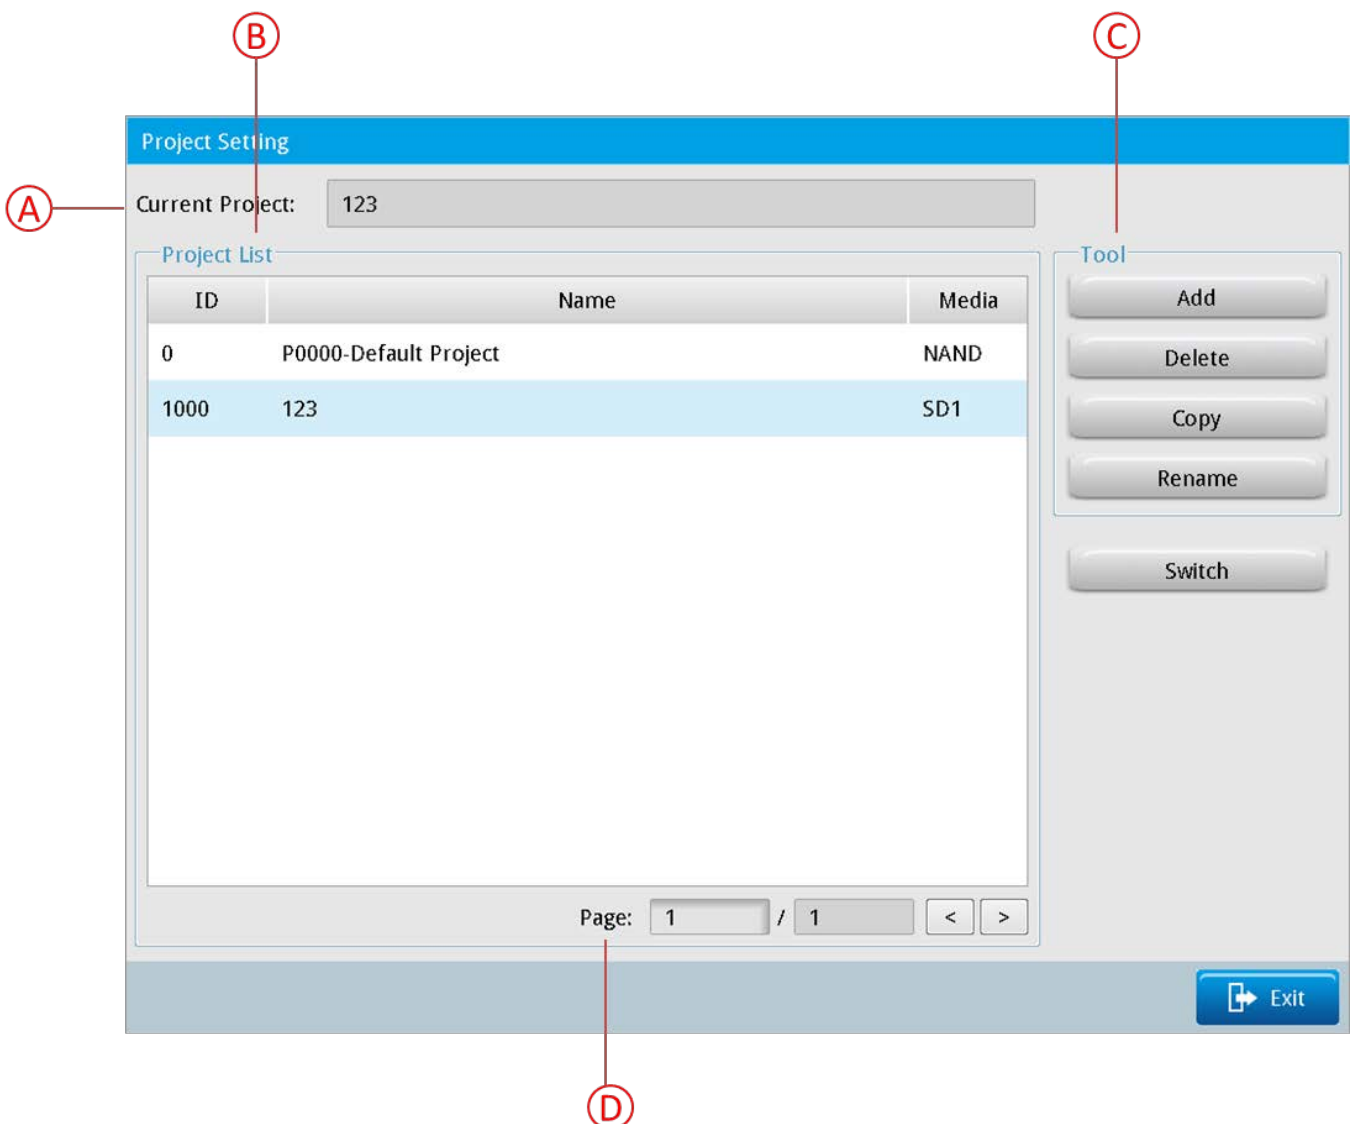 B
C
Project Setting
A
Current Project: 123
Project List
Tool
ID Name Media
Add
0 P0000-Default Project NAND
Delete
1000 123 SD1
Copy
Rename
Switch
Page: 1 / 1 < >
Exit
D